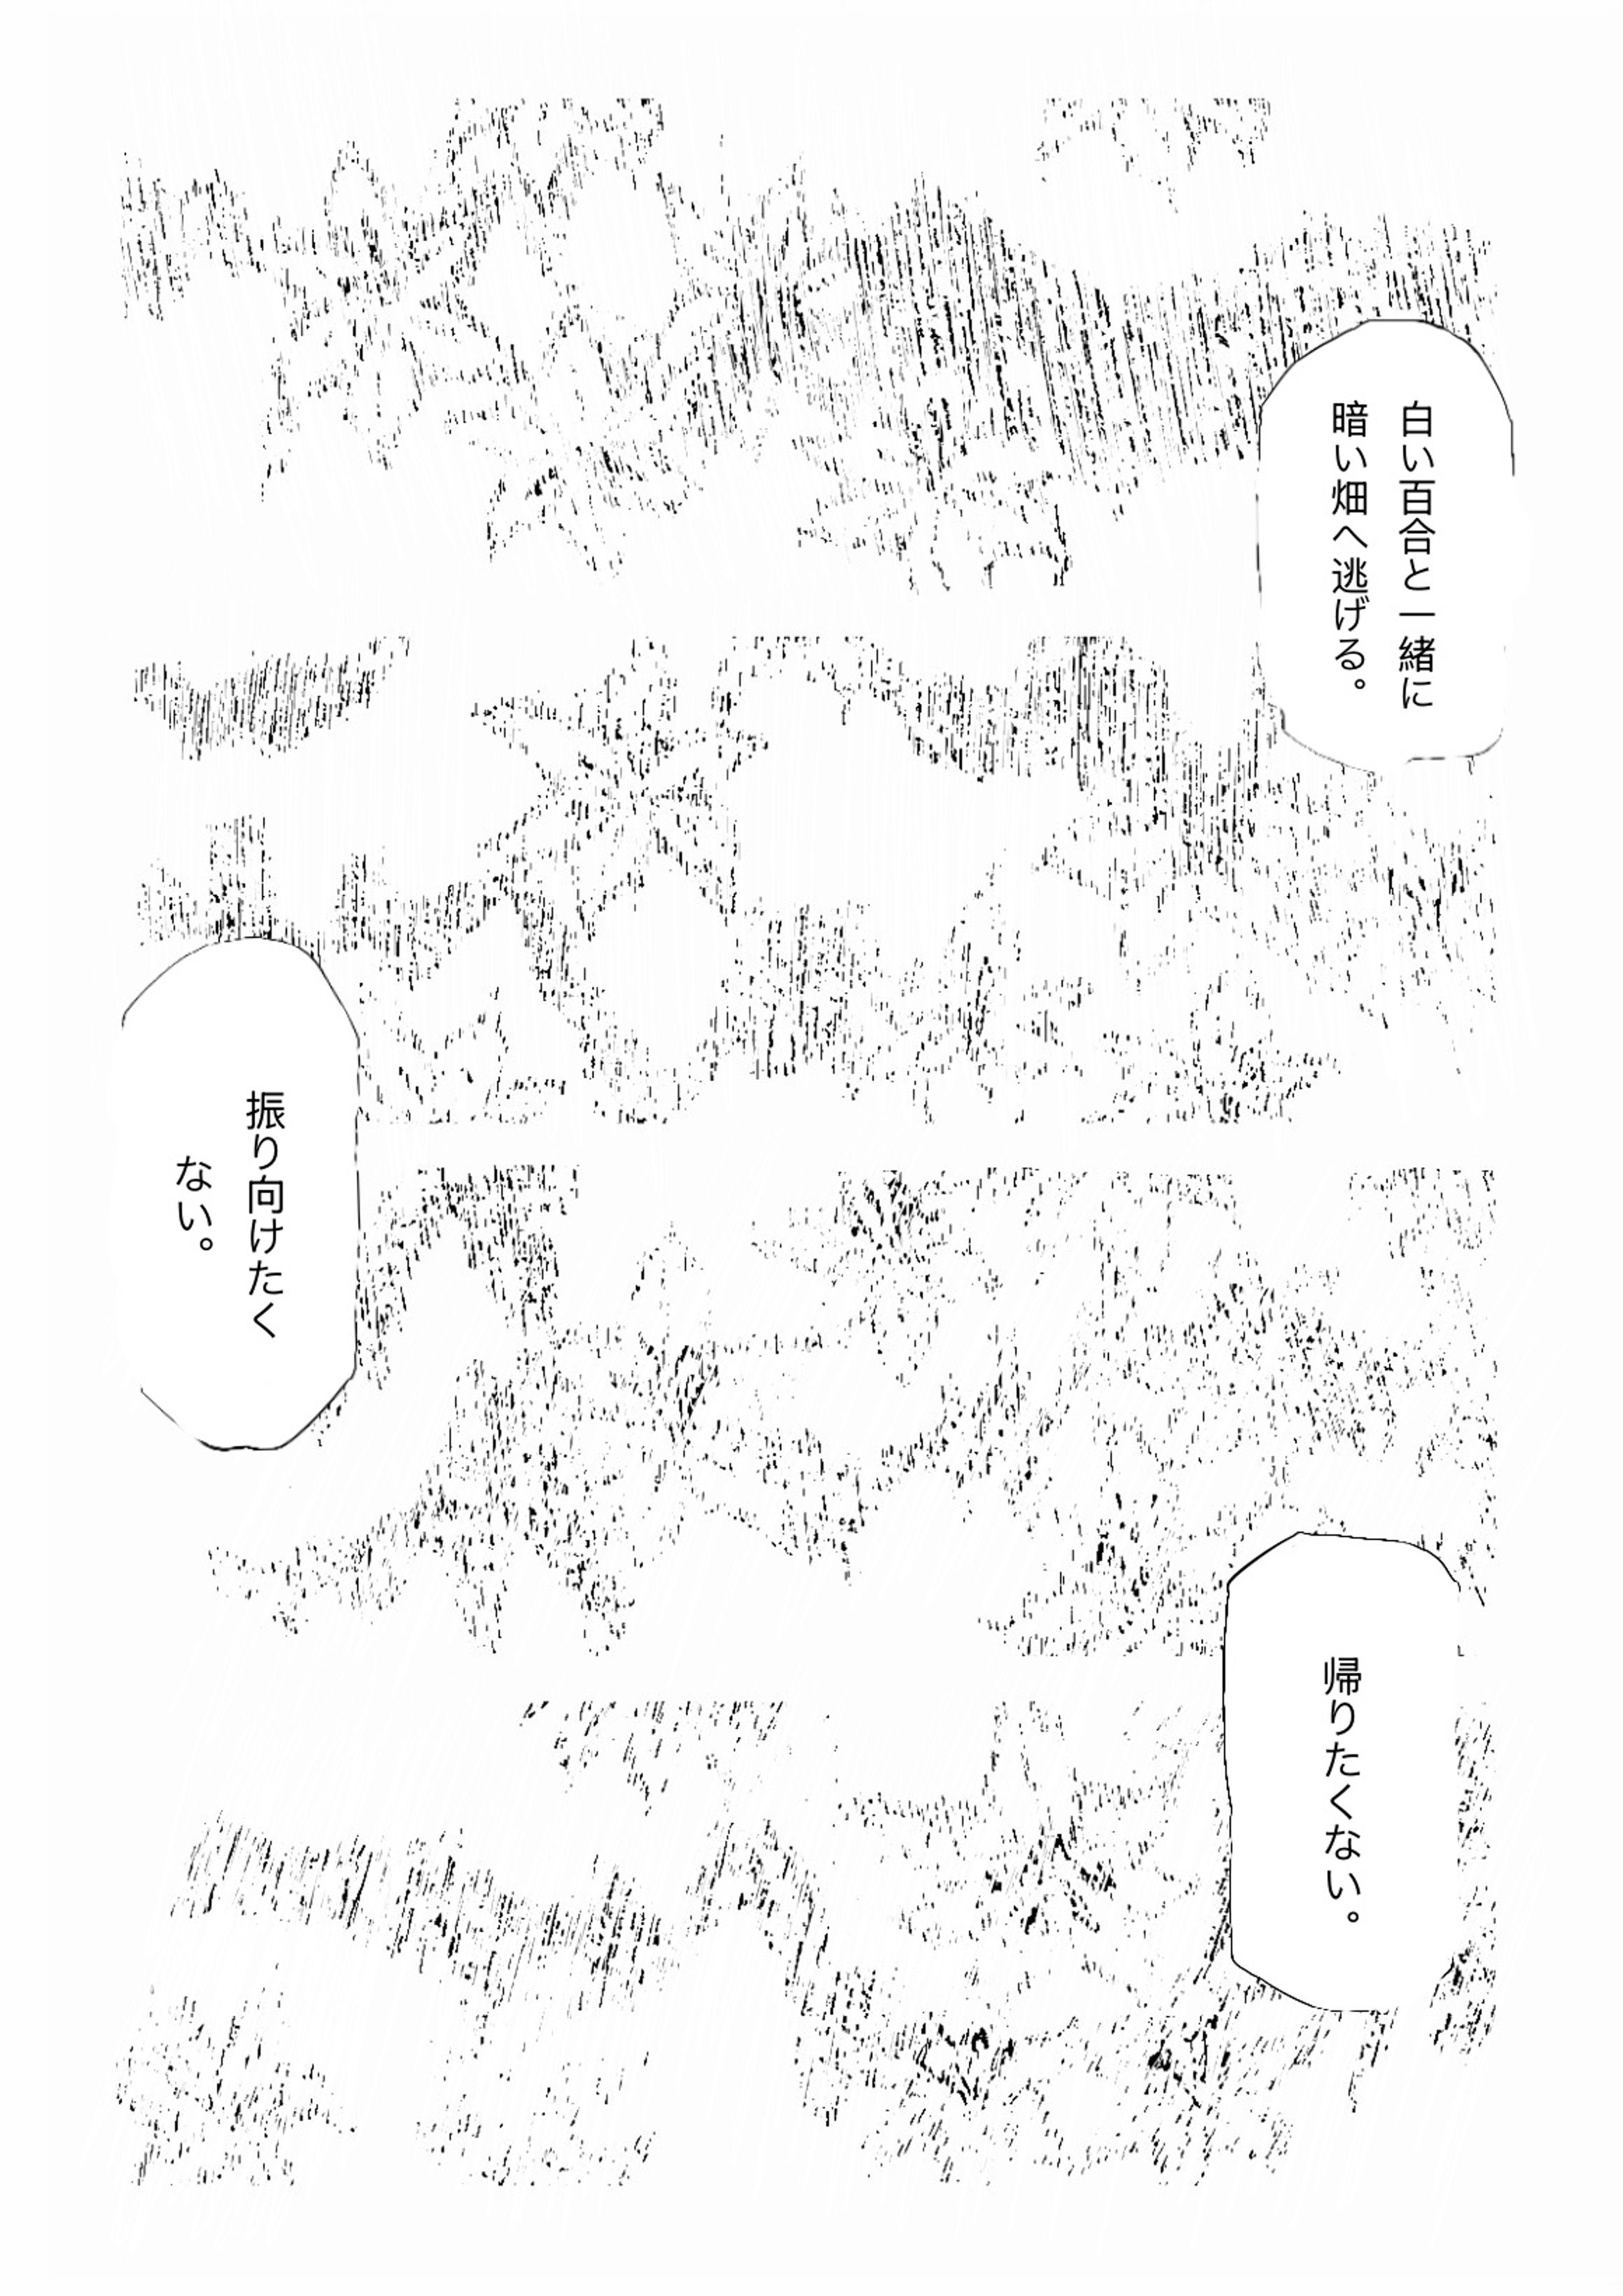 白い百合と一緒に
暗い畑へ逃げる。
振り向けたく
ない。
帰りたくない。